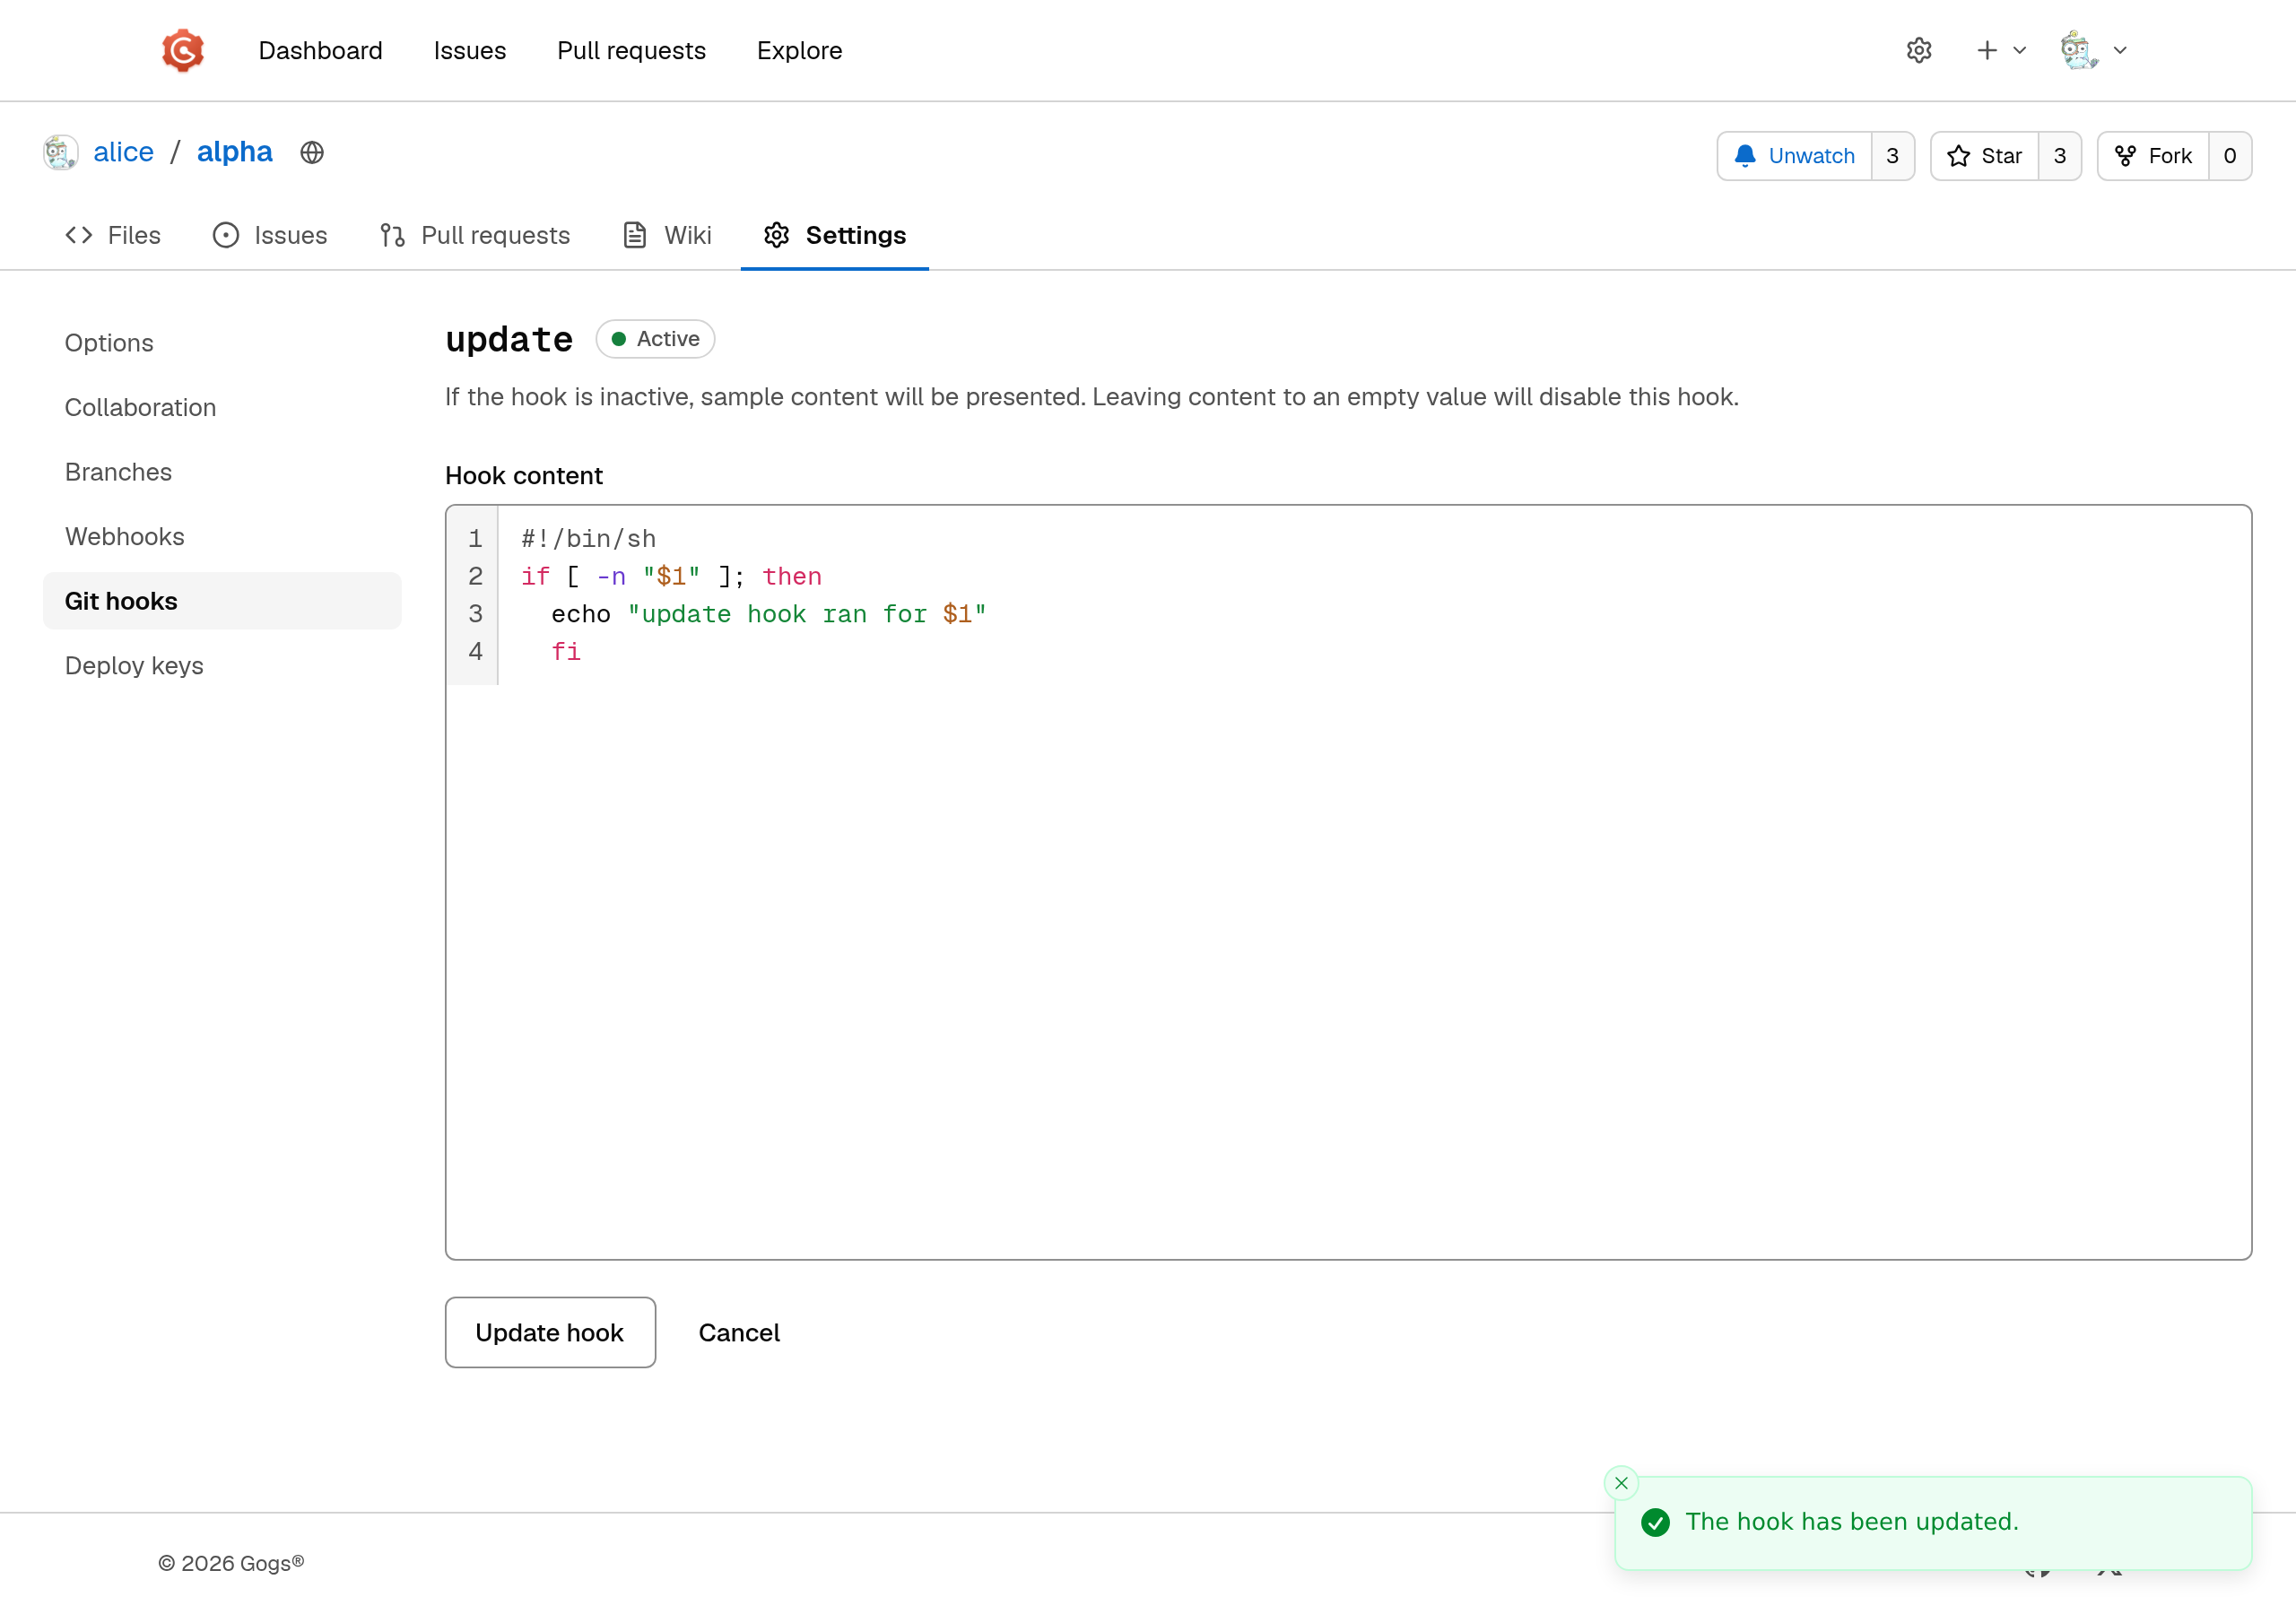 Dashboard Issues Pull requests Explore
alice / alpha
Unwatch 3 Star 3 Fork 0
Files Issues Pull requests Wiki Settings
Options
Collaboration
Branches
Webhooks
Git hooks
Deploy keys
update Active
If the hook is inactive, sample content will be presented. Leaving content to an empty value will disable this hook.
Hook content
1 #!/bin/sh
2 if [ -n "$1" ]; then
3   echo "update hook ran for $1"
4   fi
Update hook Cancel
The hook has been updated.
© 2026 Gogs®